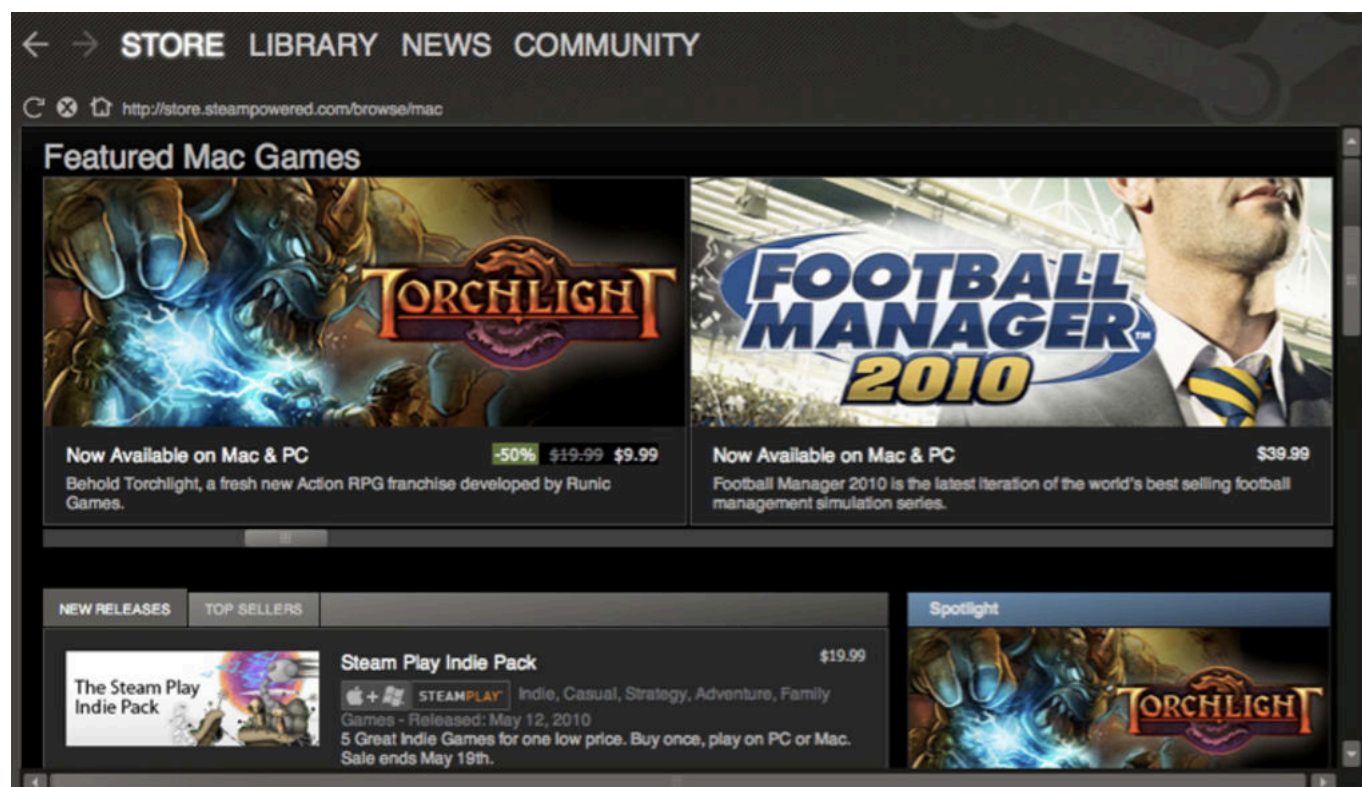 STORE LIBRARY NEWS COMMUNITY
http://store.steampowered.com/browse/mac
Featured Mac Games
TORCHLIGHT
FOOTBALL
MANAGER™
2010
Now Available on Mac & PC -50% $19.99 $9.99
Behold Torchlight, a fresh new Action RPG franchise developed by Runic
Games.
Now Available on Mac & PC $39.99
Football Manager 2010 is the latest iteration of the world's best selling football
management simulation series.
NEW RELEASES TOP SELLERS
The Steam Play
Indie Pack
Steam Play Indie Pack $19.99
+ STEAMPLAY Indie, Casual, Strategy, Adventure, Family
Games - Released: May 12, 2010
5 Great Indie Games for one low price. Buy once, play on PC or Mac.
Sale ends May 19th.
Spotlight
TORCHLIGHT